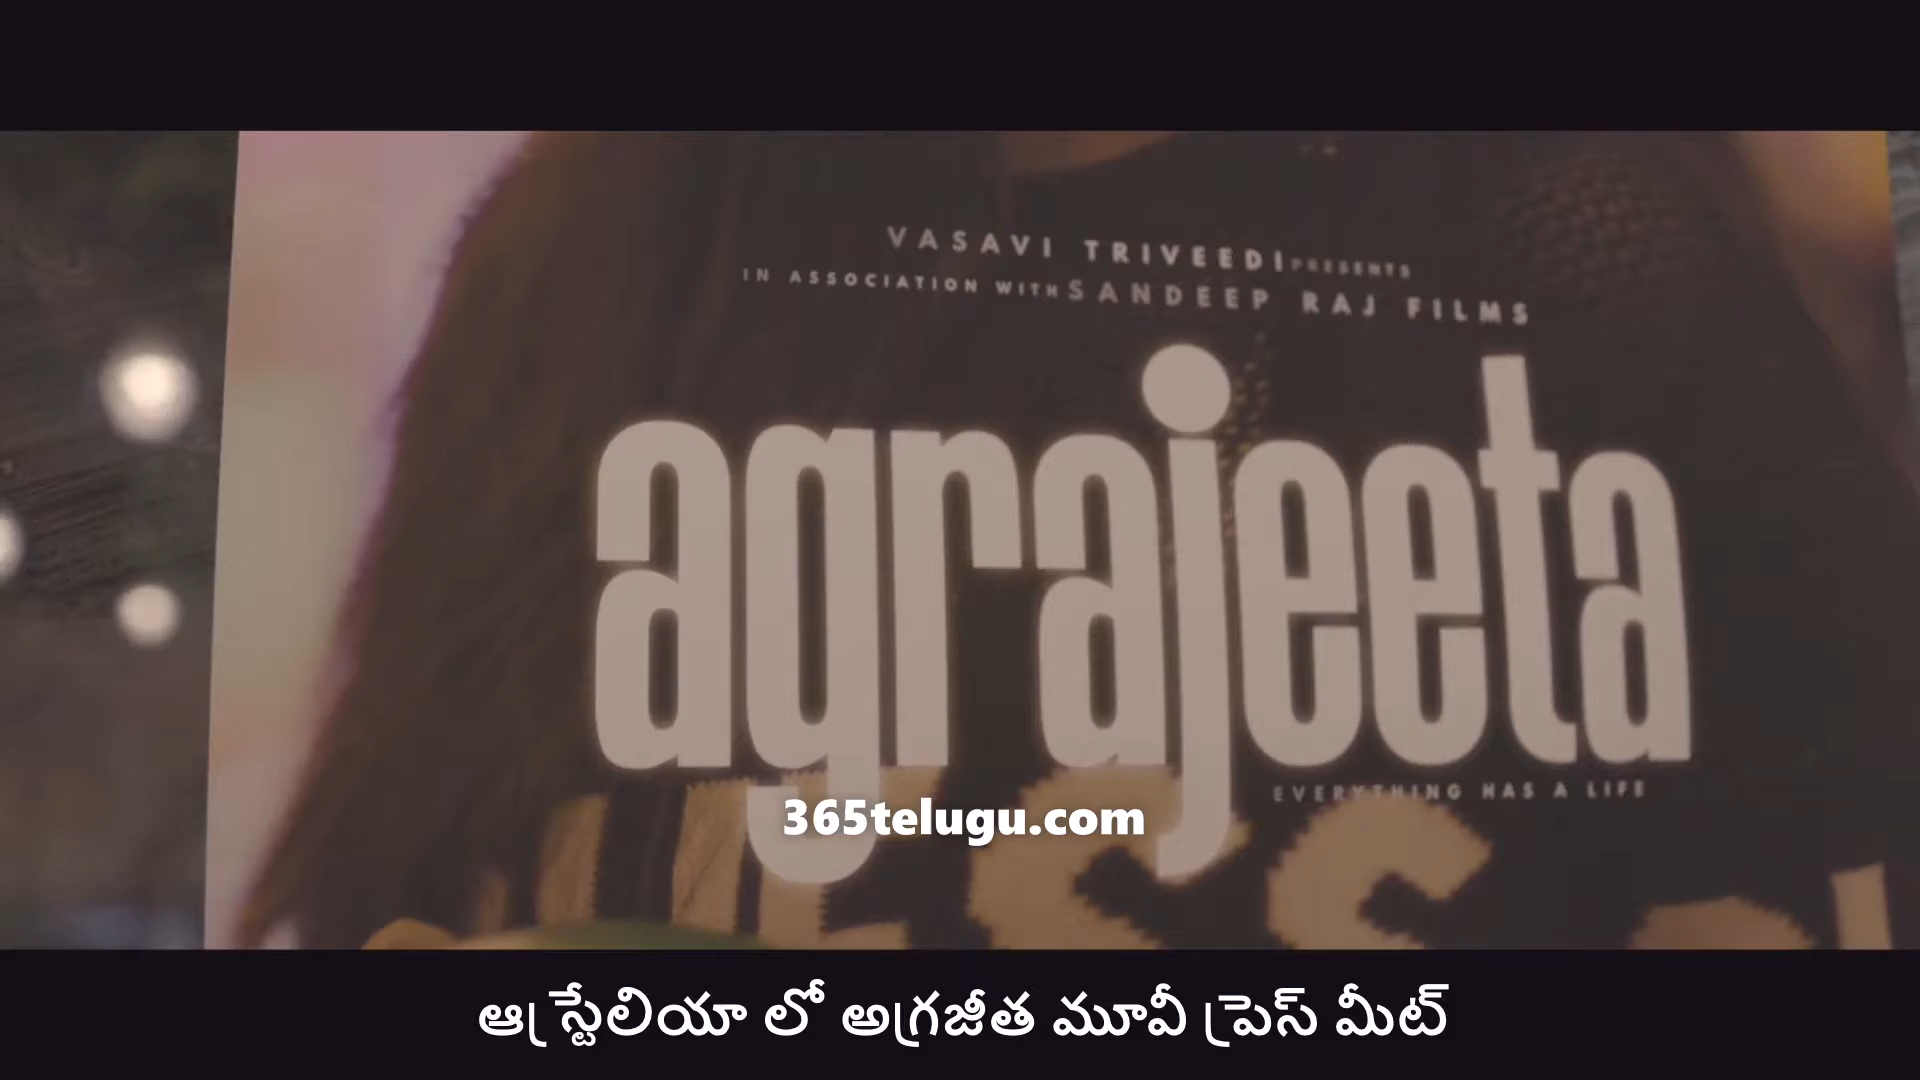 VASAVI TRIVEEDI PRESENTS
IN ASSOCIATION WITH SANDEEP RAJ FILMS
agrajeeta
EVERYTHING HAS A LIFE
365telugu.com
ఆస్ట్రేలియా లో అగ్రజీత మూవీ ప్రెస్ మీట్